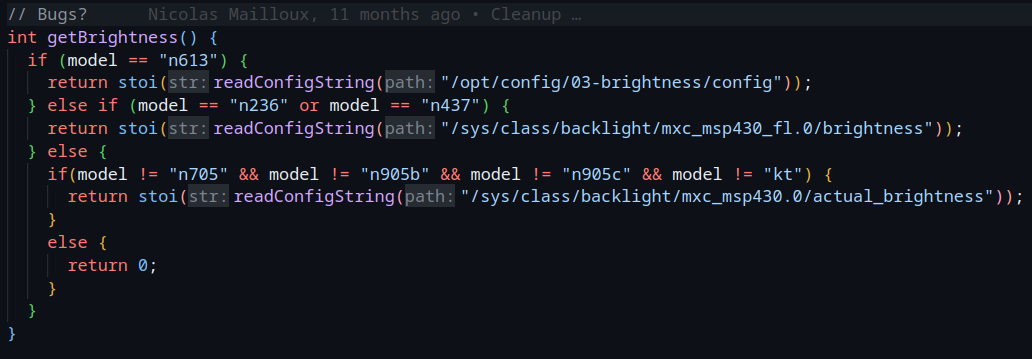 // Bugs? Nicolas Mailloux, 11 months ago • Cleanup …
int getBrightness() {
  if (model == "n613") {
    return stoi(str: readConfigString(path: "/opt/config/03-brightness/config"));
  } else if (model == "n236" or model == "n437") {
    return stoi(str: readConfigString(path: "/sys/class/backlight/mxc_msp430_fl.0/brightness"));
  } else {
    if(model != "n705" && model != "n905b" && model != "n905c" && model != "kt") {
      return stoi(str: readConfigString(path: "/sys/class/backlight/mxc_msp430.0/actual_brightness"));
    }
    else {
      return 0;
    }
  }
}